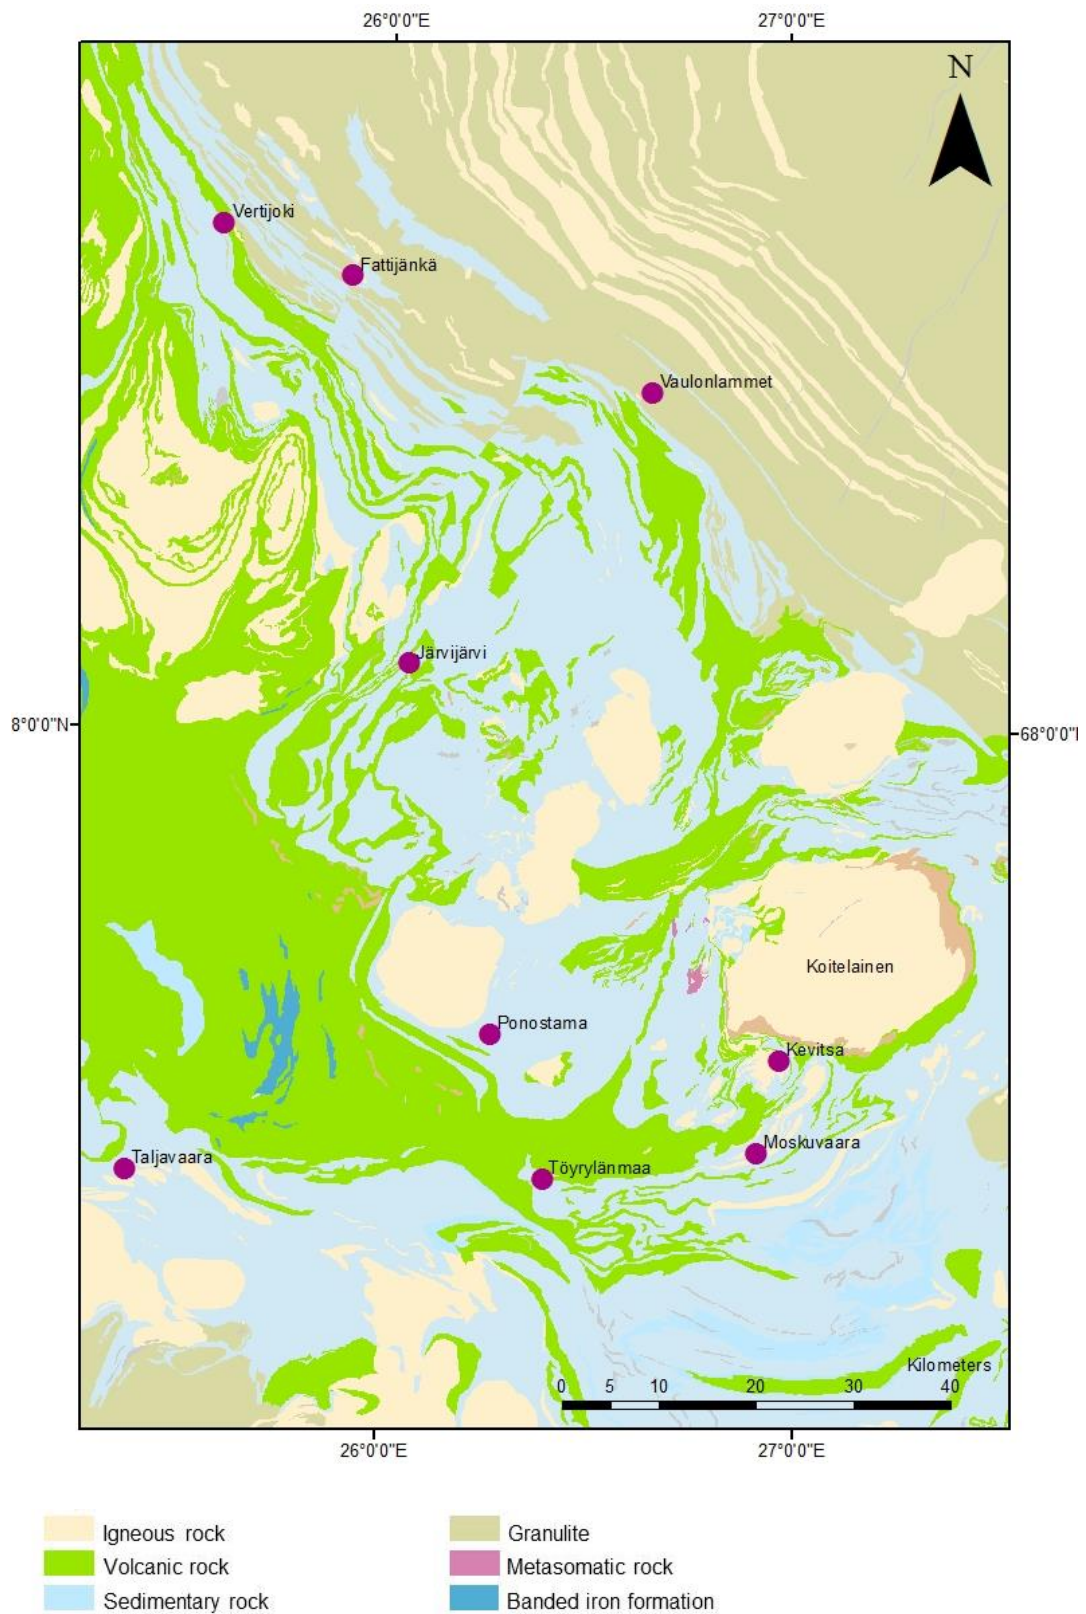 26°0'0"E 27°0'0"E
N
Vertijoki
Fattijänkä
Vaulonlammet
Järvijärvi
8°0'0"N 68°0'0"
Koitelainen
Ponostama
Kevitsa
Moskuvaara
Taljavaara
Töyrylänmaa
Kilometers
0 5 10 20 30 40
26°0'0"E 27°0'0"E
Igneous rock Granulite
Volcanic rock Metasomatic rock
Sedimentary rock Banded iron formation